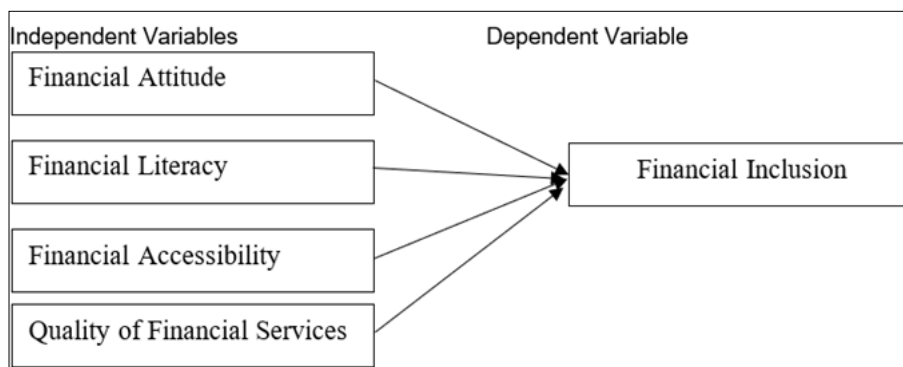 Independent Variables
Dependent Variable
Financial Attitude
Financial Literacy
Financial Inclusion
Financial Accessibility
Quality of Financial Services